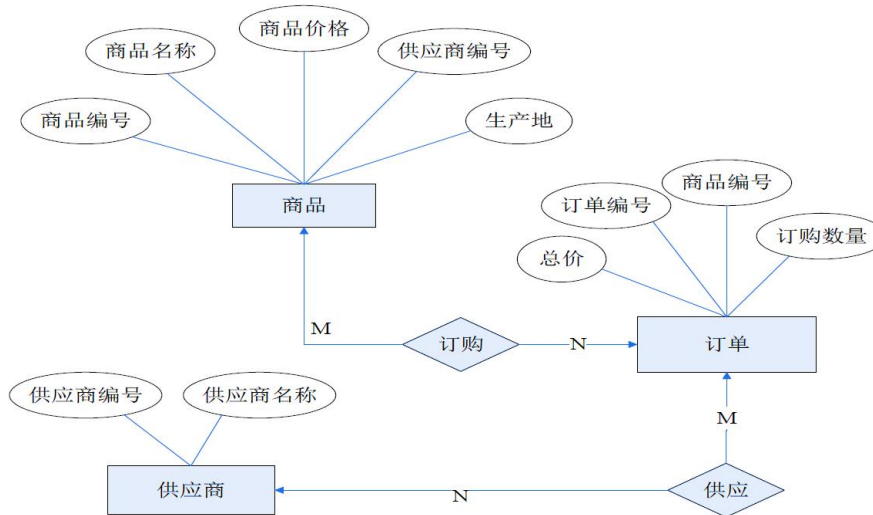 商品价格
商品名称
供应商编号
商品编号
生产地
商品
商品编号
订单编号
订购数量
总价
M
订购
N
订单
供应商编号
供应商名称
M
供应商
N
供应